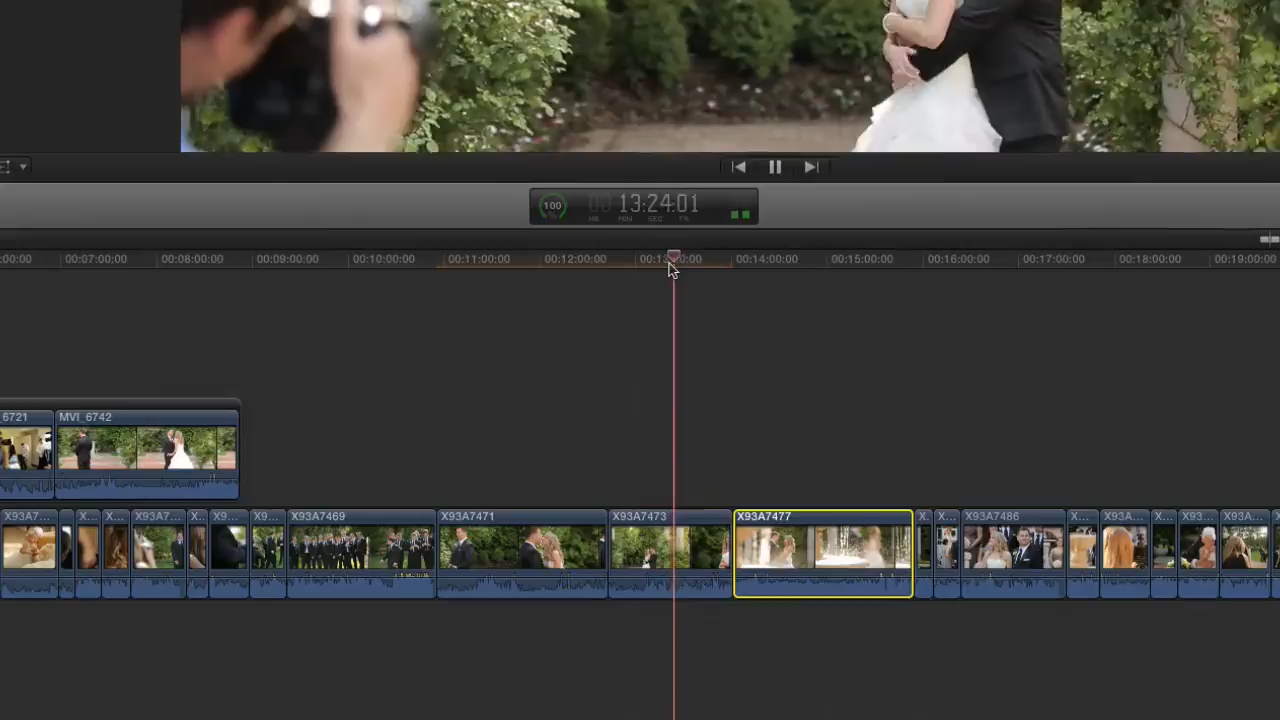 100
%
13:24:01
HR MIN SEC FR
:00:00 00:07:00:00 00:08:00:00 00:09:00:00 00:10:00:00 00:11:00:00 00:12:00:00 00:13 0:00 00:14:00:00 00:15:00:00 00:16:00:00 00:17:00:00 00:18:00:00 00:19:00:00
6721 MVI_6742
X93A7... X... X... X93A7... X... X9... X9... X93A7469 X93A7471 X93A7473 X93A7477 X. X... X93A7486 X... X93A... X... X93... X93A...